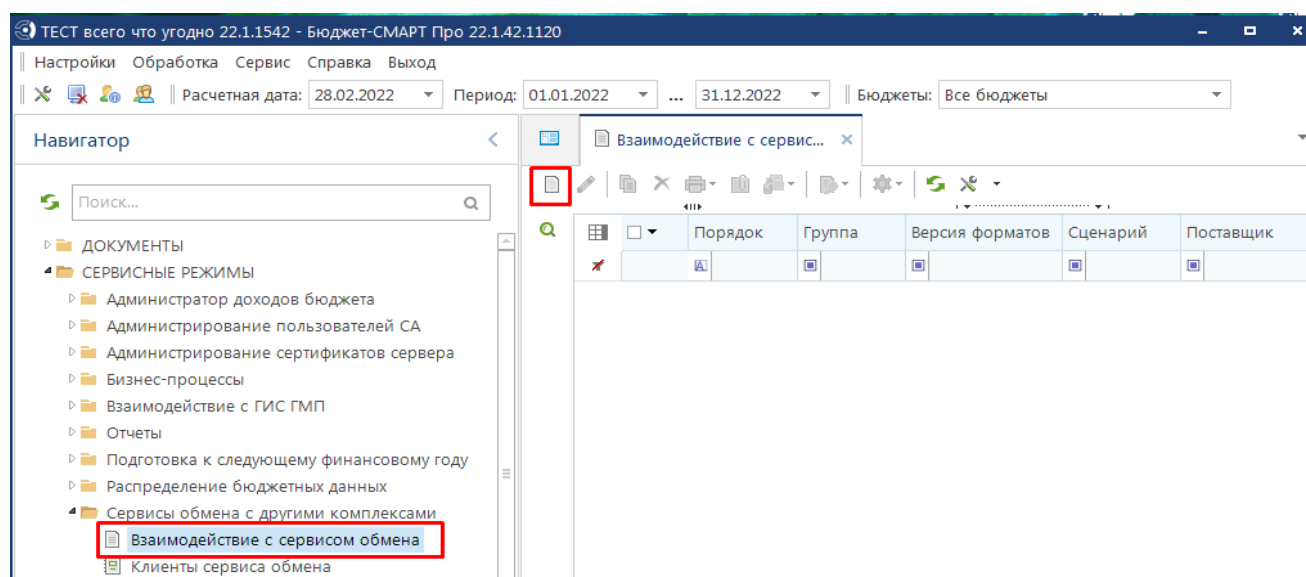 ТЕСТ всего что угодно 22.1.1542 - Бюджет-СМАРТ Про 22.1.42.1120
Настройки Обработка Сервис Справка Выход
Расчетная дата: 28.02.2022 Период: 01.01.2022 ... 31.12.2022 Бюджеты: Все бюджеты
Навигатор
Взаимодействие с сервис...
Поиск...
Порядок Группа Версия форматов Сценарий Поставщик
ДОКУМЕНТЫ
СЕРВИСНЫЕ РЕЖИМЫ
Администратор доходов бюджета
Администрирование пользователей СА
Администрирование сертификатов сервера
Бизнес-процессы
Взаимодействие с ГИС ГМП
Отчеты
Подготовка к следующему финансовому году
Распределение бюджетных данных
Сервисы обмена с другими комплексами
Взаимодействие с сервисом обмена
Клиенты сервиса обмена